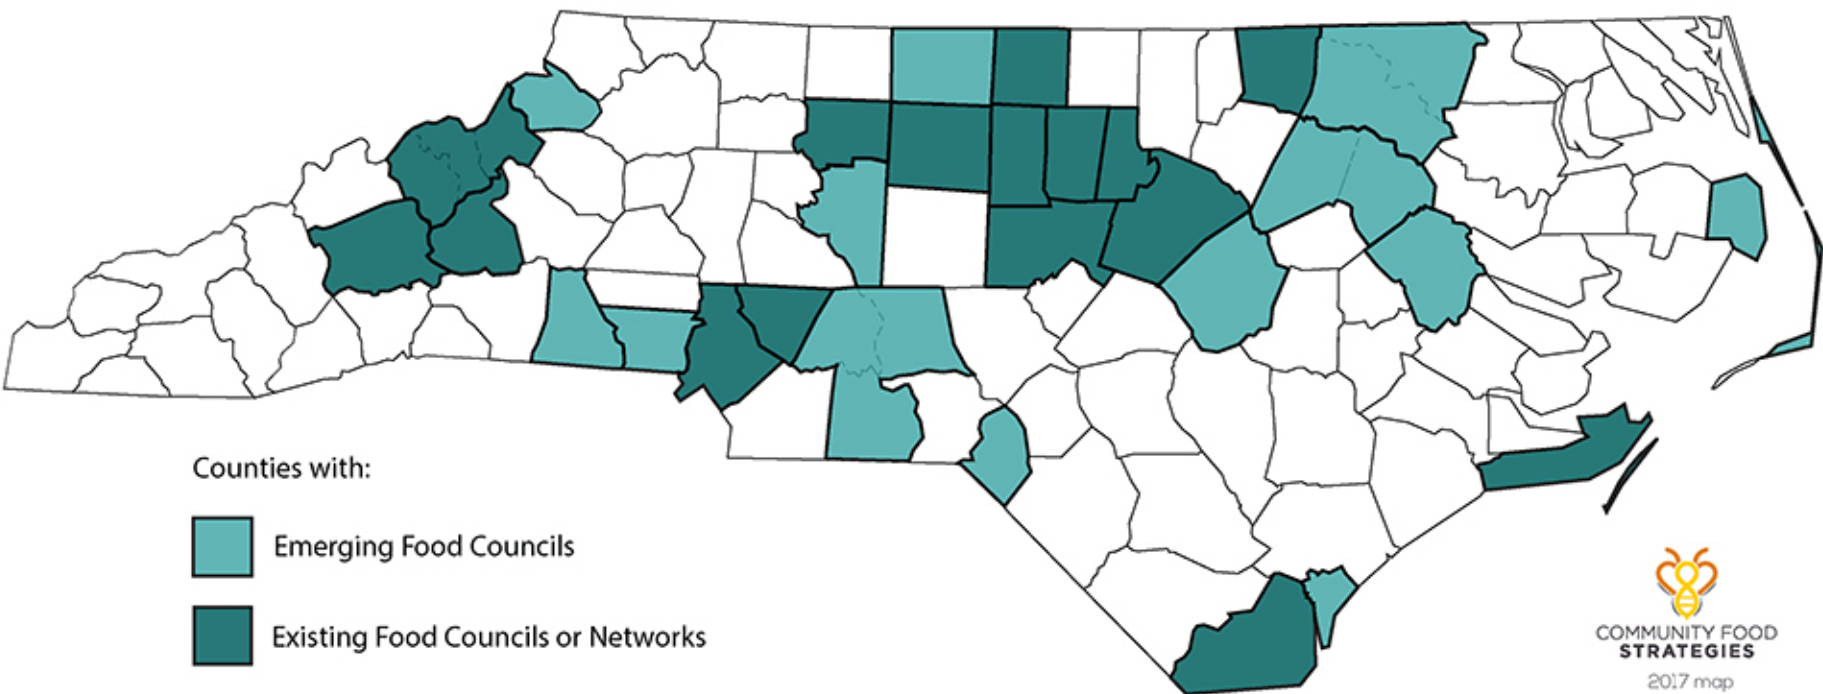 Counties with:
Emerging Food Councils
Existing Food Councils or Networks
COMMUNITY FOOD
STRATEGIES
2017 map